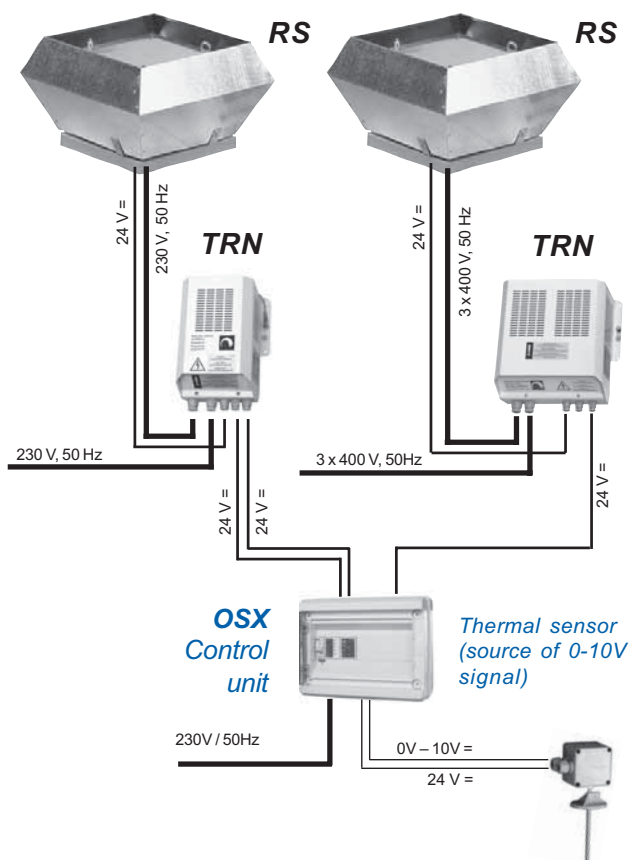 RS
RS
24 V =
230 V, 50 Hz
TRN
24 V =
3 x 400 V, 50 Hz
TRN
230 V, 50 Hz
3 x 400 V, 50Hz
24 V =
24 V =
24 V =
OSX
Control
unit
Thermal sensor
(source of 0-10V
signal)
230V / 50Hz
0V – 10V =
24 V =